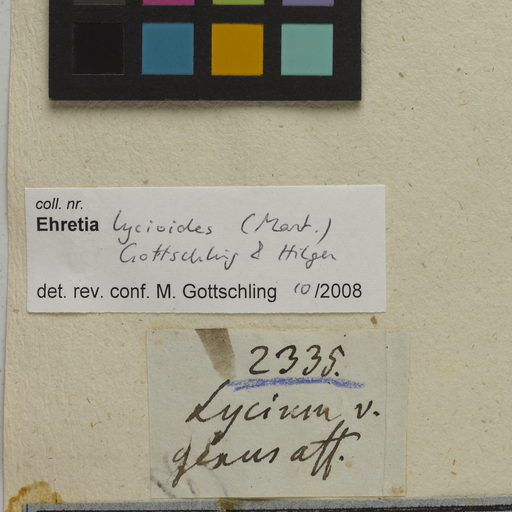 coll. nr.
Ehretia lycioides (Mart.)
Gottschling & Hilger
det. rev. conf. M. Gottschling 10/2008
2335.
Lycium v.
genus aff.